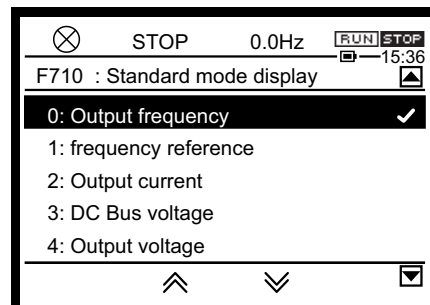 STOP 0.0Hz RUN STOP
15:36
F710 : Standard mode display
0: Output frequency
1: frequency reference
2: Output current
3: DC Bus voltage
4: Output voltage